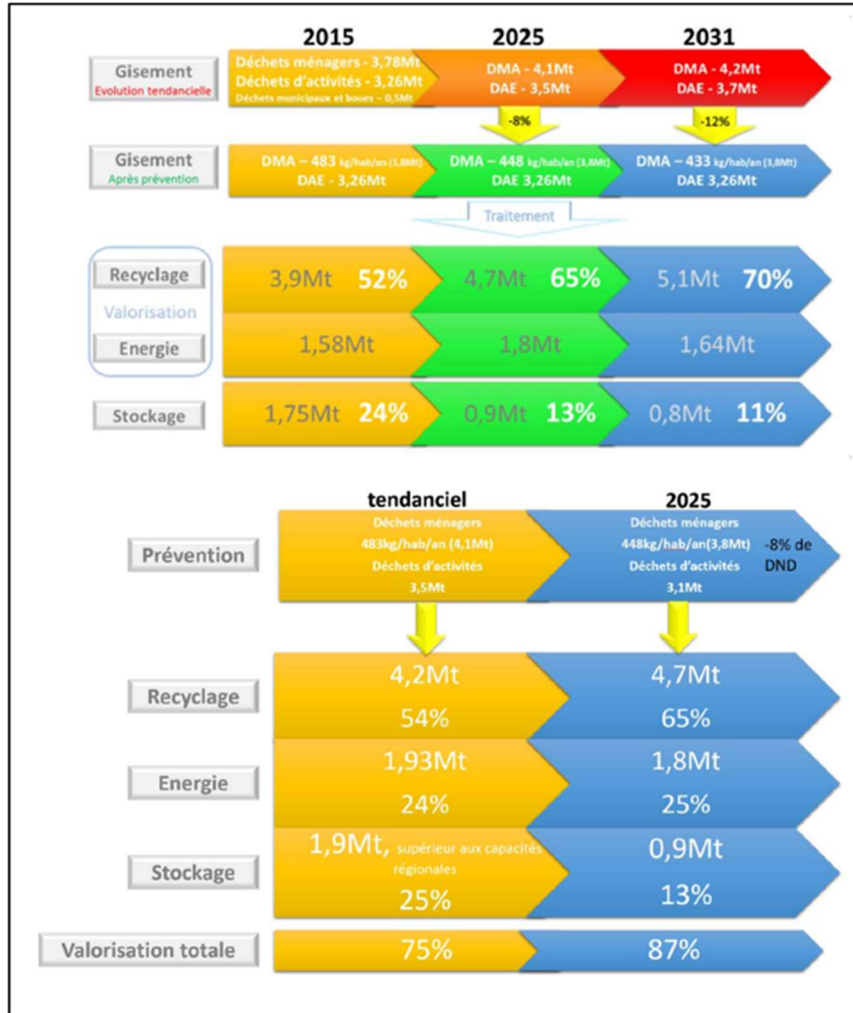 2015 2025 2031
Gisement
Evolution tendancielle
Déchets ménagers - 3,78Mt
Déchets d'activités - 3,26Mt
Déchets municipaux et boues – 0,5Mt
DMA - 4,1Mt
DAE - 3,5Mt
DMA - 4,2Mt
DAE - 3,7Mt
-8% -12%
Gisement
Après prévention
DMA – 483 kg/hab/an (3,8Mt)
DAE - 3,26Mt
DMA – 448 kg/hab/an (3,8Mt)
DAE 3,26Mt
DMA – 433 kg/hab/an (3,8Mt)
DAE 3,26Mt
Traitement
Recyclage 3,9Mt 52% 4,7Mt 65% 5,1Mt 70%
Valorisation
Energie 1,58Mt 1,8Mt 1,64Mt
Stockage 1,75Mt 24% 0,9Mt 13% 0,8Mt 11%
tendanciel 2025
Prévention
Déchets ménagers
483kg/hab/an (4,1Mt)
Déchets d'activités
3,5Mt
Déchets ménagers
448kg/hab/an(3,8Mt)
Déchets d'activités
3,1Mt
-8% de
DND
Recyclage
4,2Mt
54%
4,7Mt
65%
Energie
1,93Mt
24%
1,8Mt
25%
Stockage
1,9Mt, supérieur aux capacités
régionales
25%
0,9Mt
13%
Valorisation totale 75% 87%